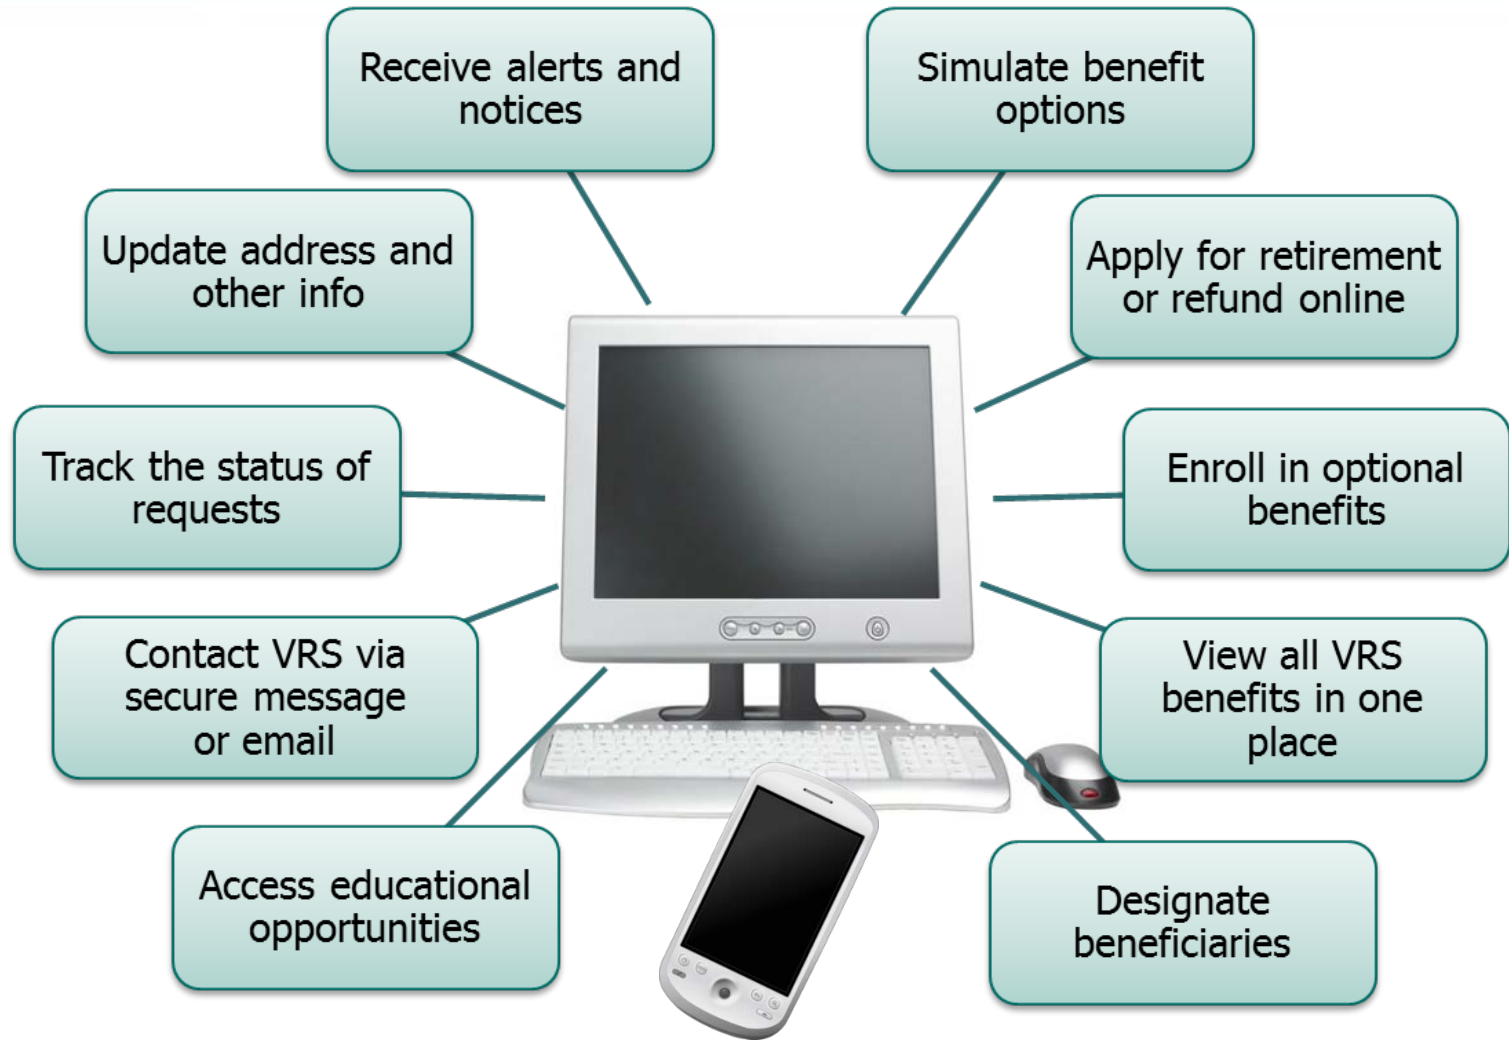 Receive alerts and
notices
Simulate benefit
options
Update address and
other info
Apply for retirement
or refund online
Track the status of
requests
Enroll in optional
benefits
Contact VRS via
secure message
or email
View all VRS
benefits in one
place
Access educational
opportunities
Designate
beneficiaries